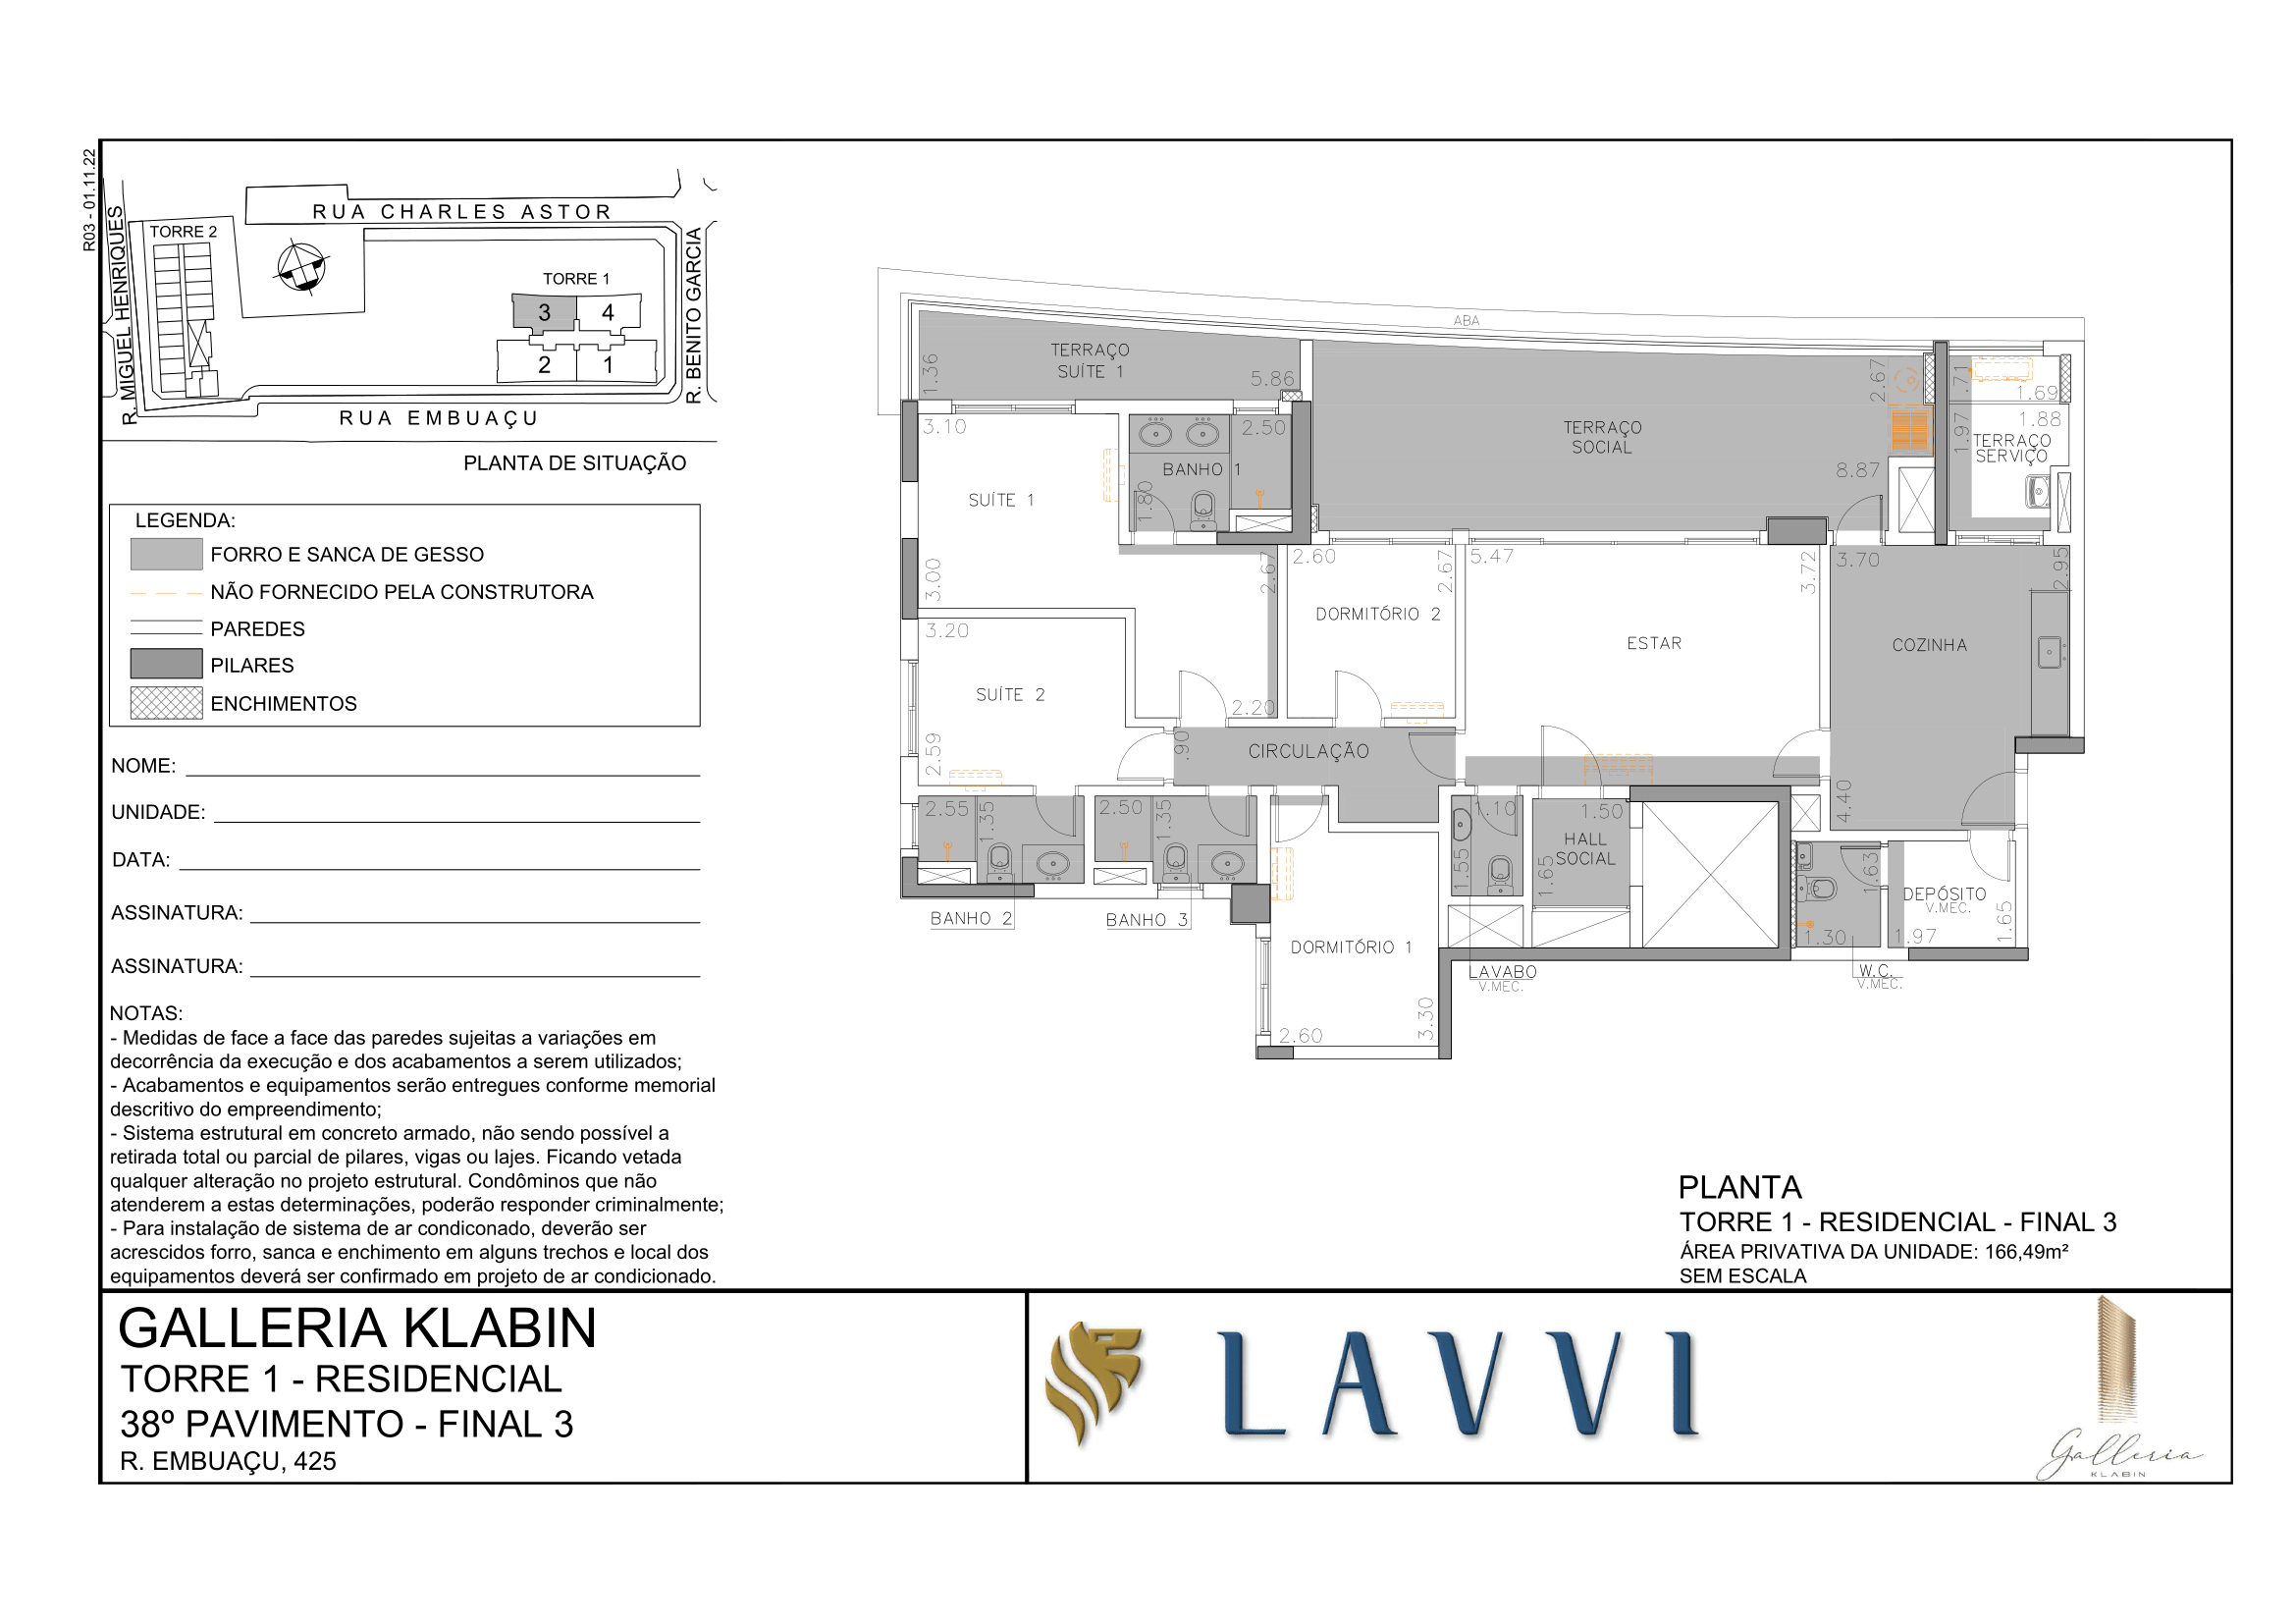 R03 - 01.11.22
RUA CHARLES ASTOR
R. MIGUEL HENRIQUES
TORRE 2
TORRE 1
3
4
2
1
R. BENITO GARCIA
RUA EMBUAÇU
PLANTA DE SITUAÇÃO
LEGENDA:
FORRO E SANCA DE GESSO
NÃO FORNECIDO PELA CONSTRUTORA
PAREDES
PILARES
ENCHIMENTOS
NOME:
UNIDADE:
DATA:
ASSINATURA:
ASSINATURA:
NOTAS:
- Medidas de face a face das paredes sujeitas a variações em
decorrência da execução e dos acabamentos a serem utilizados;
- Acabamentos e equipamentos serão entregues conforme memorial
descritivo do empreendimento;
- Sistema estrutural em concreto armado, não sendo possível a
retirada total ou parcial de pilares, vigas ou lajes. Ficando vetada
qualquer alteração no projeto estrutural. Condôminos que não
atenderem a estas determinações, poderão responder criminalmente;
- Para instalação de sistema de ar condiconado, deverão ser
acrescidos forro, sanca e enchimento em alguns trechos e local dos
equipamentos deverá ser confirmado em projeto de ar condicionado.
ABA
TERRAÇO
SUÍTE 1
1.36
5.86
TERRAÇO
SOCIAL
2.67
8.87
.71
1.69
1.88
1.97
TERRAÇO
SERVIÇO
3.10
SUÍTE 1
3.00
2.50
BANHO 1
1.80
2.67
2.20
2.60
2.67
DORMITÓRIO 2
5.47
3.72
ESTAR
3.70
2.95
COZINHA
4.40
3.20
SUÍTE 2
2.59
.90
CIRCULAÇÃO
2.55
1.35
BANHO 2
2.50
1.35
BANHO 3
DORMITÓRIO 1
2.60
3.30
1.10
1.55
LAVABO
V.MEC.
1.50
HALL
SOCIAL
1.65
1.63
1.30
W.C.
V.MEC.
DEPÓSITO
V.MEC.
1.97
1.65
PLANTA
TORRE 1 - RESIDENCIAL - FINAL 3
ÁREA PRIVATIVA DA UNIDADE: 166,49m²
SEM ESCALA
GALLERIA KLABIN
TORRE 1 - RESIDENCIAL
38º PAVIMENTO - FINAL 3
R. EMBUAÇU, 425
LAVVI
Galleria
KLABIN